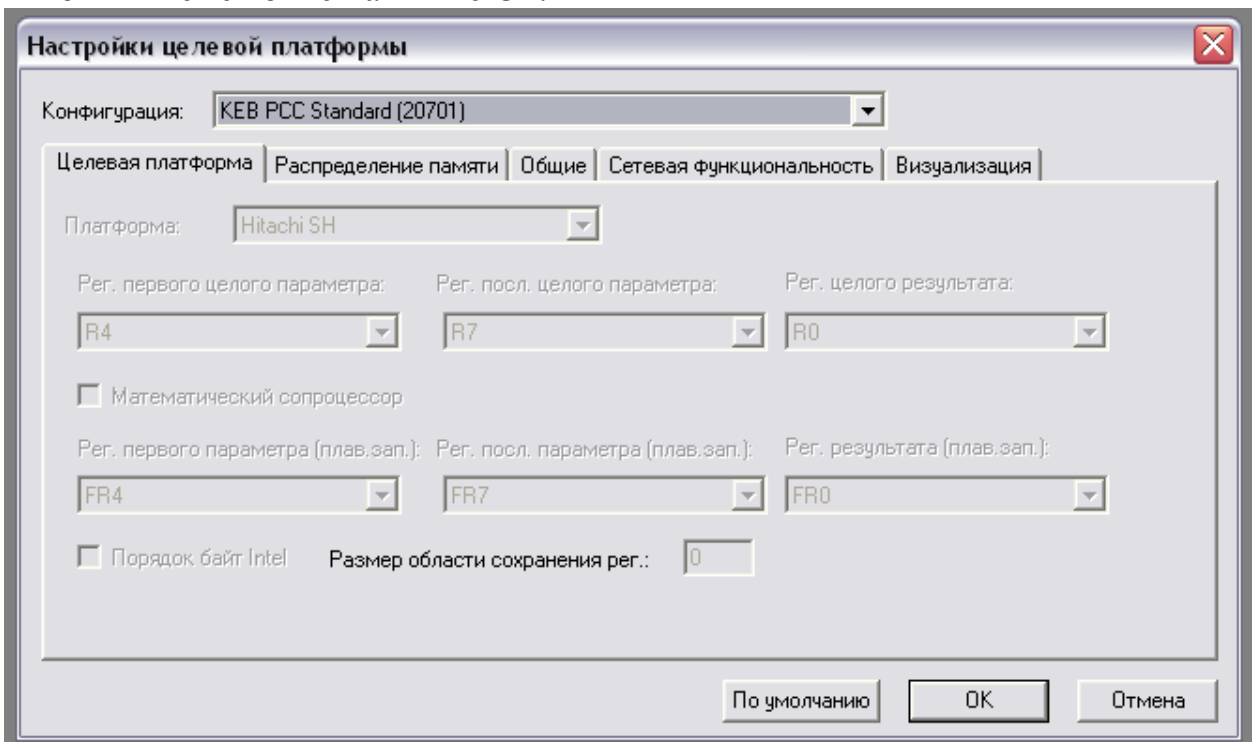 Настройки целевой платформы
Конфигурация: KEB PCC Standard (20701)
Целевая платформа Распределение памяти Общие Сетевая функциональность Визуализация
Платформа: Hitachi SH
Рег. первого целого параметра: Рег. посл. целого параметра: Рег. целого результата:
R4 R7 R0
Математический сопроцессор
Рег. первого параметра (плав.зап.): Рег. посл. параметра (плав.зап.): Рег. результата (плав.зап.):
FR4 FR7 FR0
Порядок байт Intel Размер области сохранения рег.: 0
По умолчанию OK Отмена